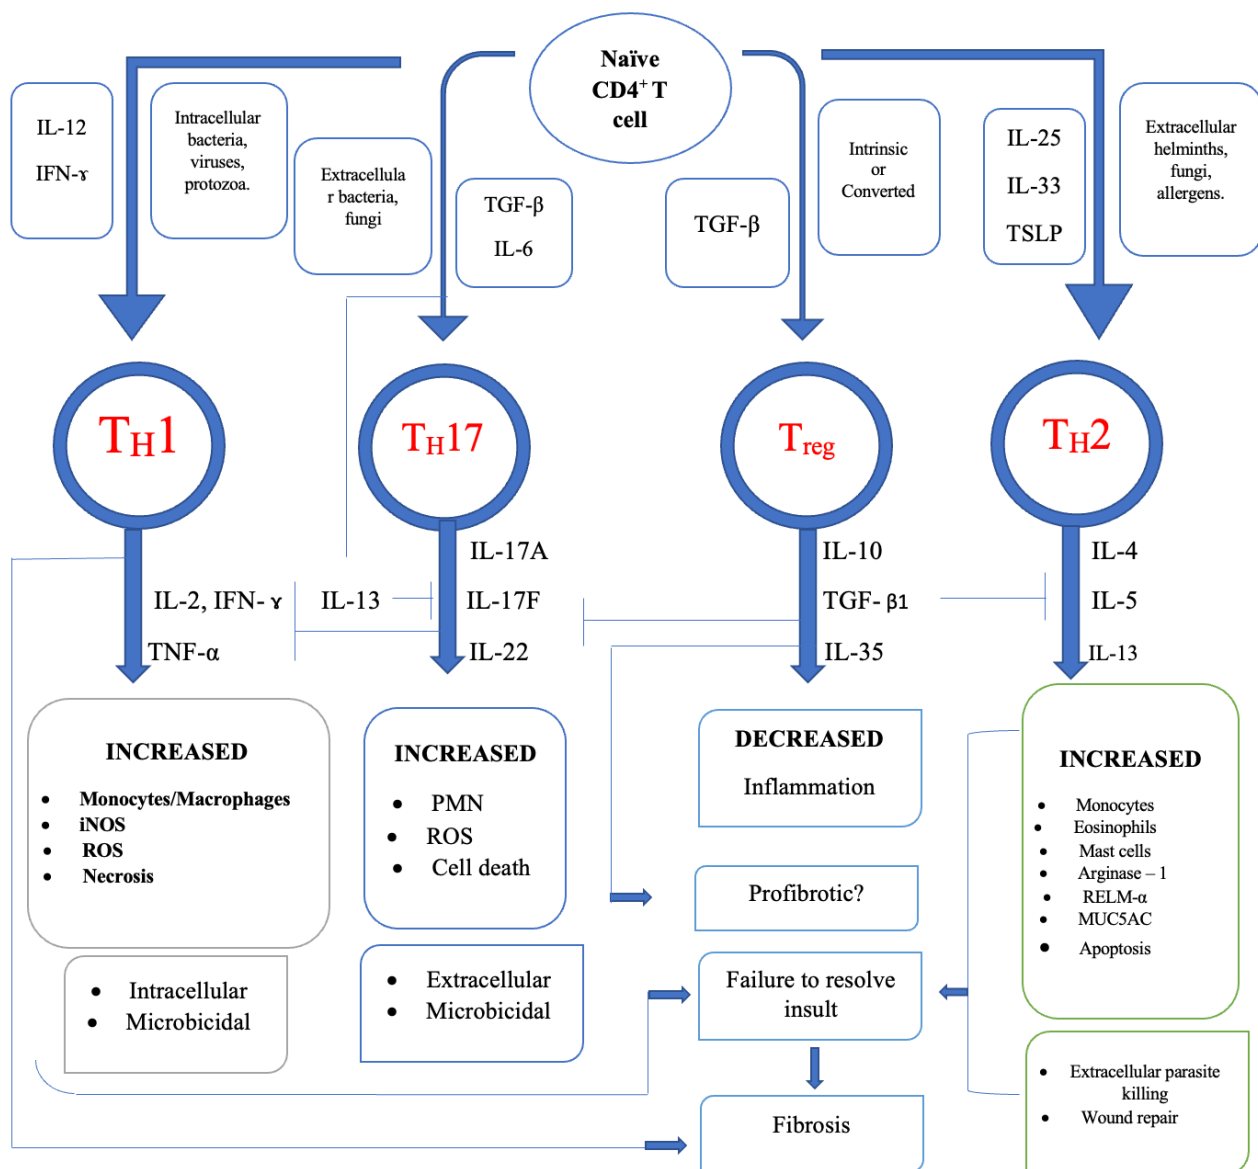 Naïve
CD4⁺ T
cell
IL-12
IFN-ɤ
Intracellular
bacteria,
viruses,
protozoa.
Extracellula
r bacteria,
fungi
TGF-β
IL-6
TGF-β
Intrinsic
or
Converted
IL-25
IL-33
TSLP
Extracellular
helminths,
fungi,
allergens.
TH1
TH17
Treg
TH2
IL-2, IFN- ɤ
TNF-α
IL-13
IL-17A
IL-17F
IL-22
IL-10
TGF- β1
IL-35
IL-4
IL-5
IL-13
INCREASED
• Monocytes/Macrophages
• iNOS
• ROS
• Necrosis
• Intracellular
• Microbicidal
INCREASED
• PMN
• ROS
• Cell death
• Extracellular
• Microbicidal
DECREASED
Inflammation
Profibrotic?
Failure to resolve
insult
Fibrosis
INCREASED
• Monocytes
• Eosinophils
• Mast cells
• Arginase – 1
• RELM-α
• MUC5AC
• Apoptosis
• Extracellular parasite
killing
• Wound repair